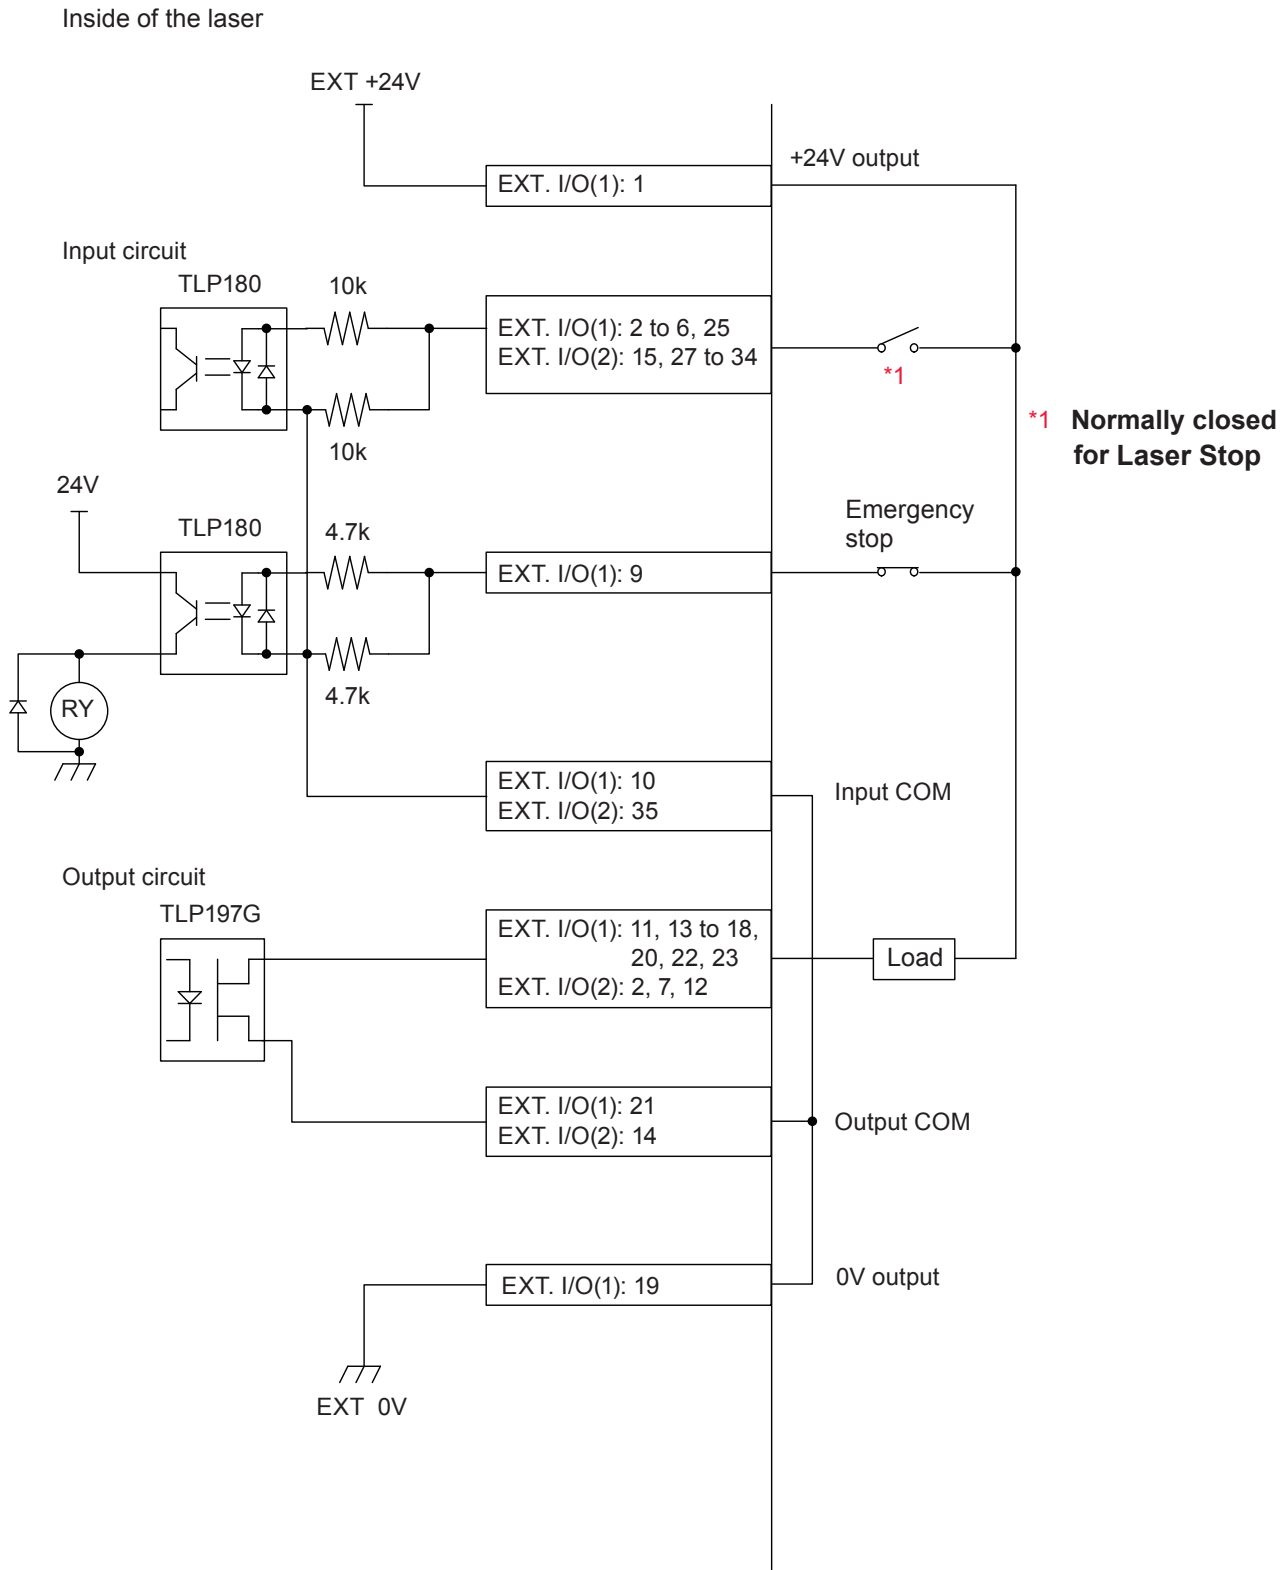 Inside of the laser
EXT +24V
+24V output
EXT. I/O(1): 1
Input circuit
TLP180
10k
EXT. I/O(1): 2 to 6, 25
EXT. I/O(2): 15, 27 to 34
*1
10k
*1 Normally closed
for Laser Stop
24V
TLP180
4.7k
Emergency
stop
EXT. I/O(1): 9
4.7k
RY
EXT. I/O(1): 10
EXT. I/O(2): 35
Input COM
Output circuit
TLP197G
EXT. I/O(1): 11, 13 to 18,
20, 22, 23
EXT. I/O(2): 2, 7, 12
Load
EXT. I/O(1): 21
EXT. I/O(2): 14
Output COM
EXT. I/O(1): 19
0V output
EXT 0V